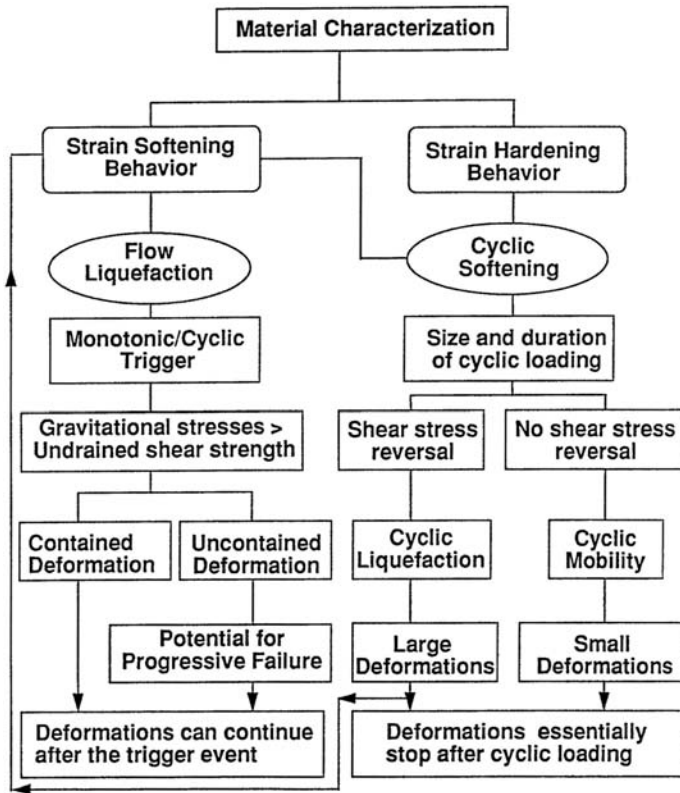 Material Characterization
Strain Softening
Behavior
Strain Hardening
Behavior
Flow
Liquefaction
Cyclic
Softening
Monotonic/Cyclic
Trigger
Size and duration
of cyclic loading
Gravitational stresses >
Undrained shear strength
Shear stress
reversal
No shear stress
reversal
Contained
Deformation
Uncontained
Deformation
Cyclic
Liquefaction
Cyclic
Mobility
Potential for
Progressive Failure
Large
Deformations
Small
Deformations
Deformations can continue
after the trigger event
Deformations essentially
stop after cyclic loading